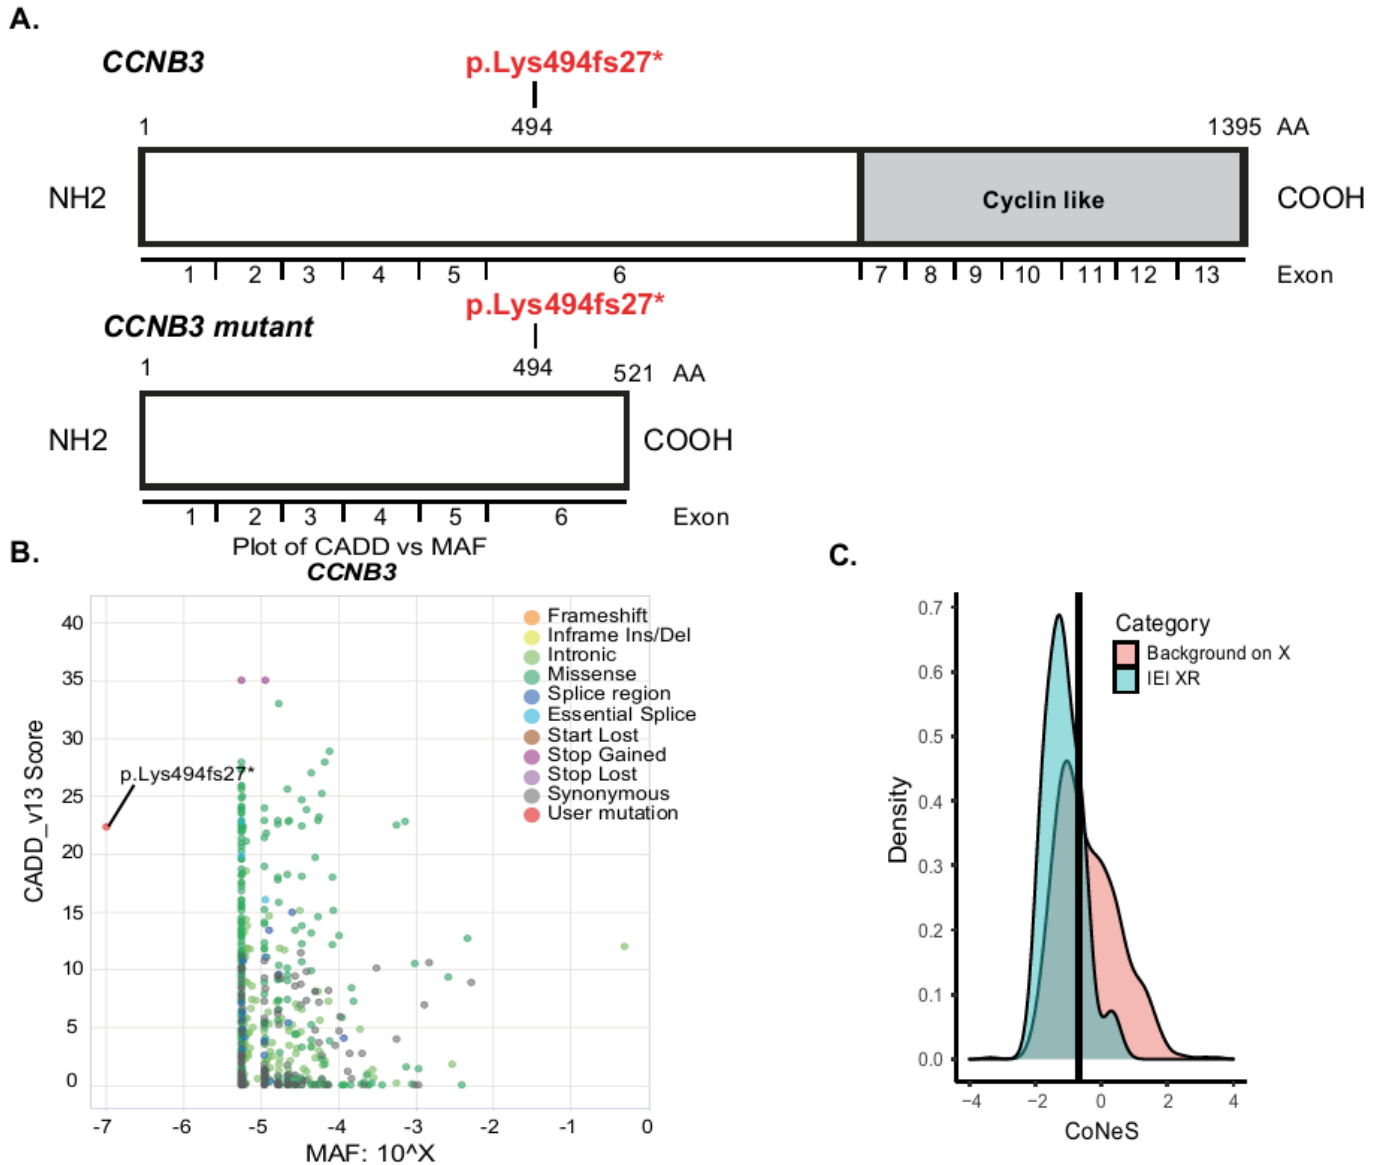 A.
CCNB3
p.Lys494fs27*
1 494 1395 AA
NH2 Cyclin like COOH
1 2 3 4 5 6 7 8 9 10 11 12 13 Exon
p.Lys494fs27*
CCNB3 mutant
1 494 521 AA
NH2 COOH
1 2 3 4 5 6 Exon
B.
Plot of CADD vs MAF
CCNB3
CADD_v13 Score
40
35
30
25
20
15
10
5
0
p.Lys494fs27*
Frameshift
Inframe Ins/Del
Intronic
Missense
Splice region
Essential Splice
Start Lost
Stop Gained
Stop Lost
Synonymous
User mutation
-7 -6 -5 -4 -3 -2 -1 0
MAF: 10^X
C.
Density
0.7
0.6
0.5
0.4
0.3
0.2
0.1
0.0
Category
Background on X
IEI XR
−4 −2 0 2 4
CoNeS